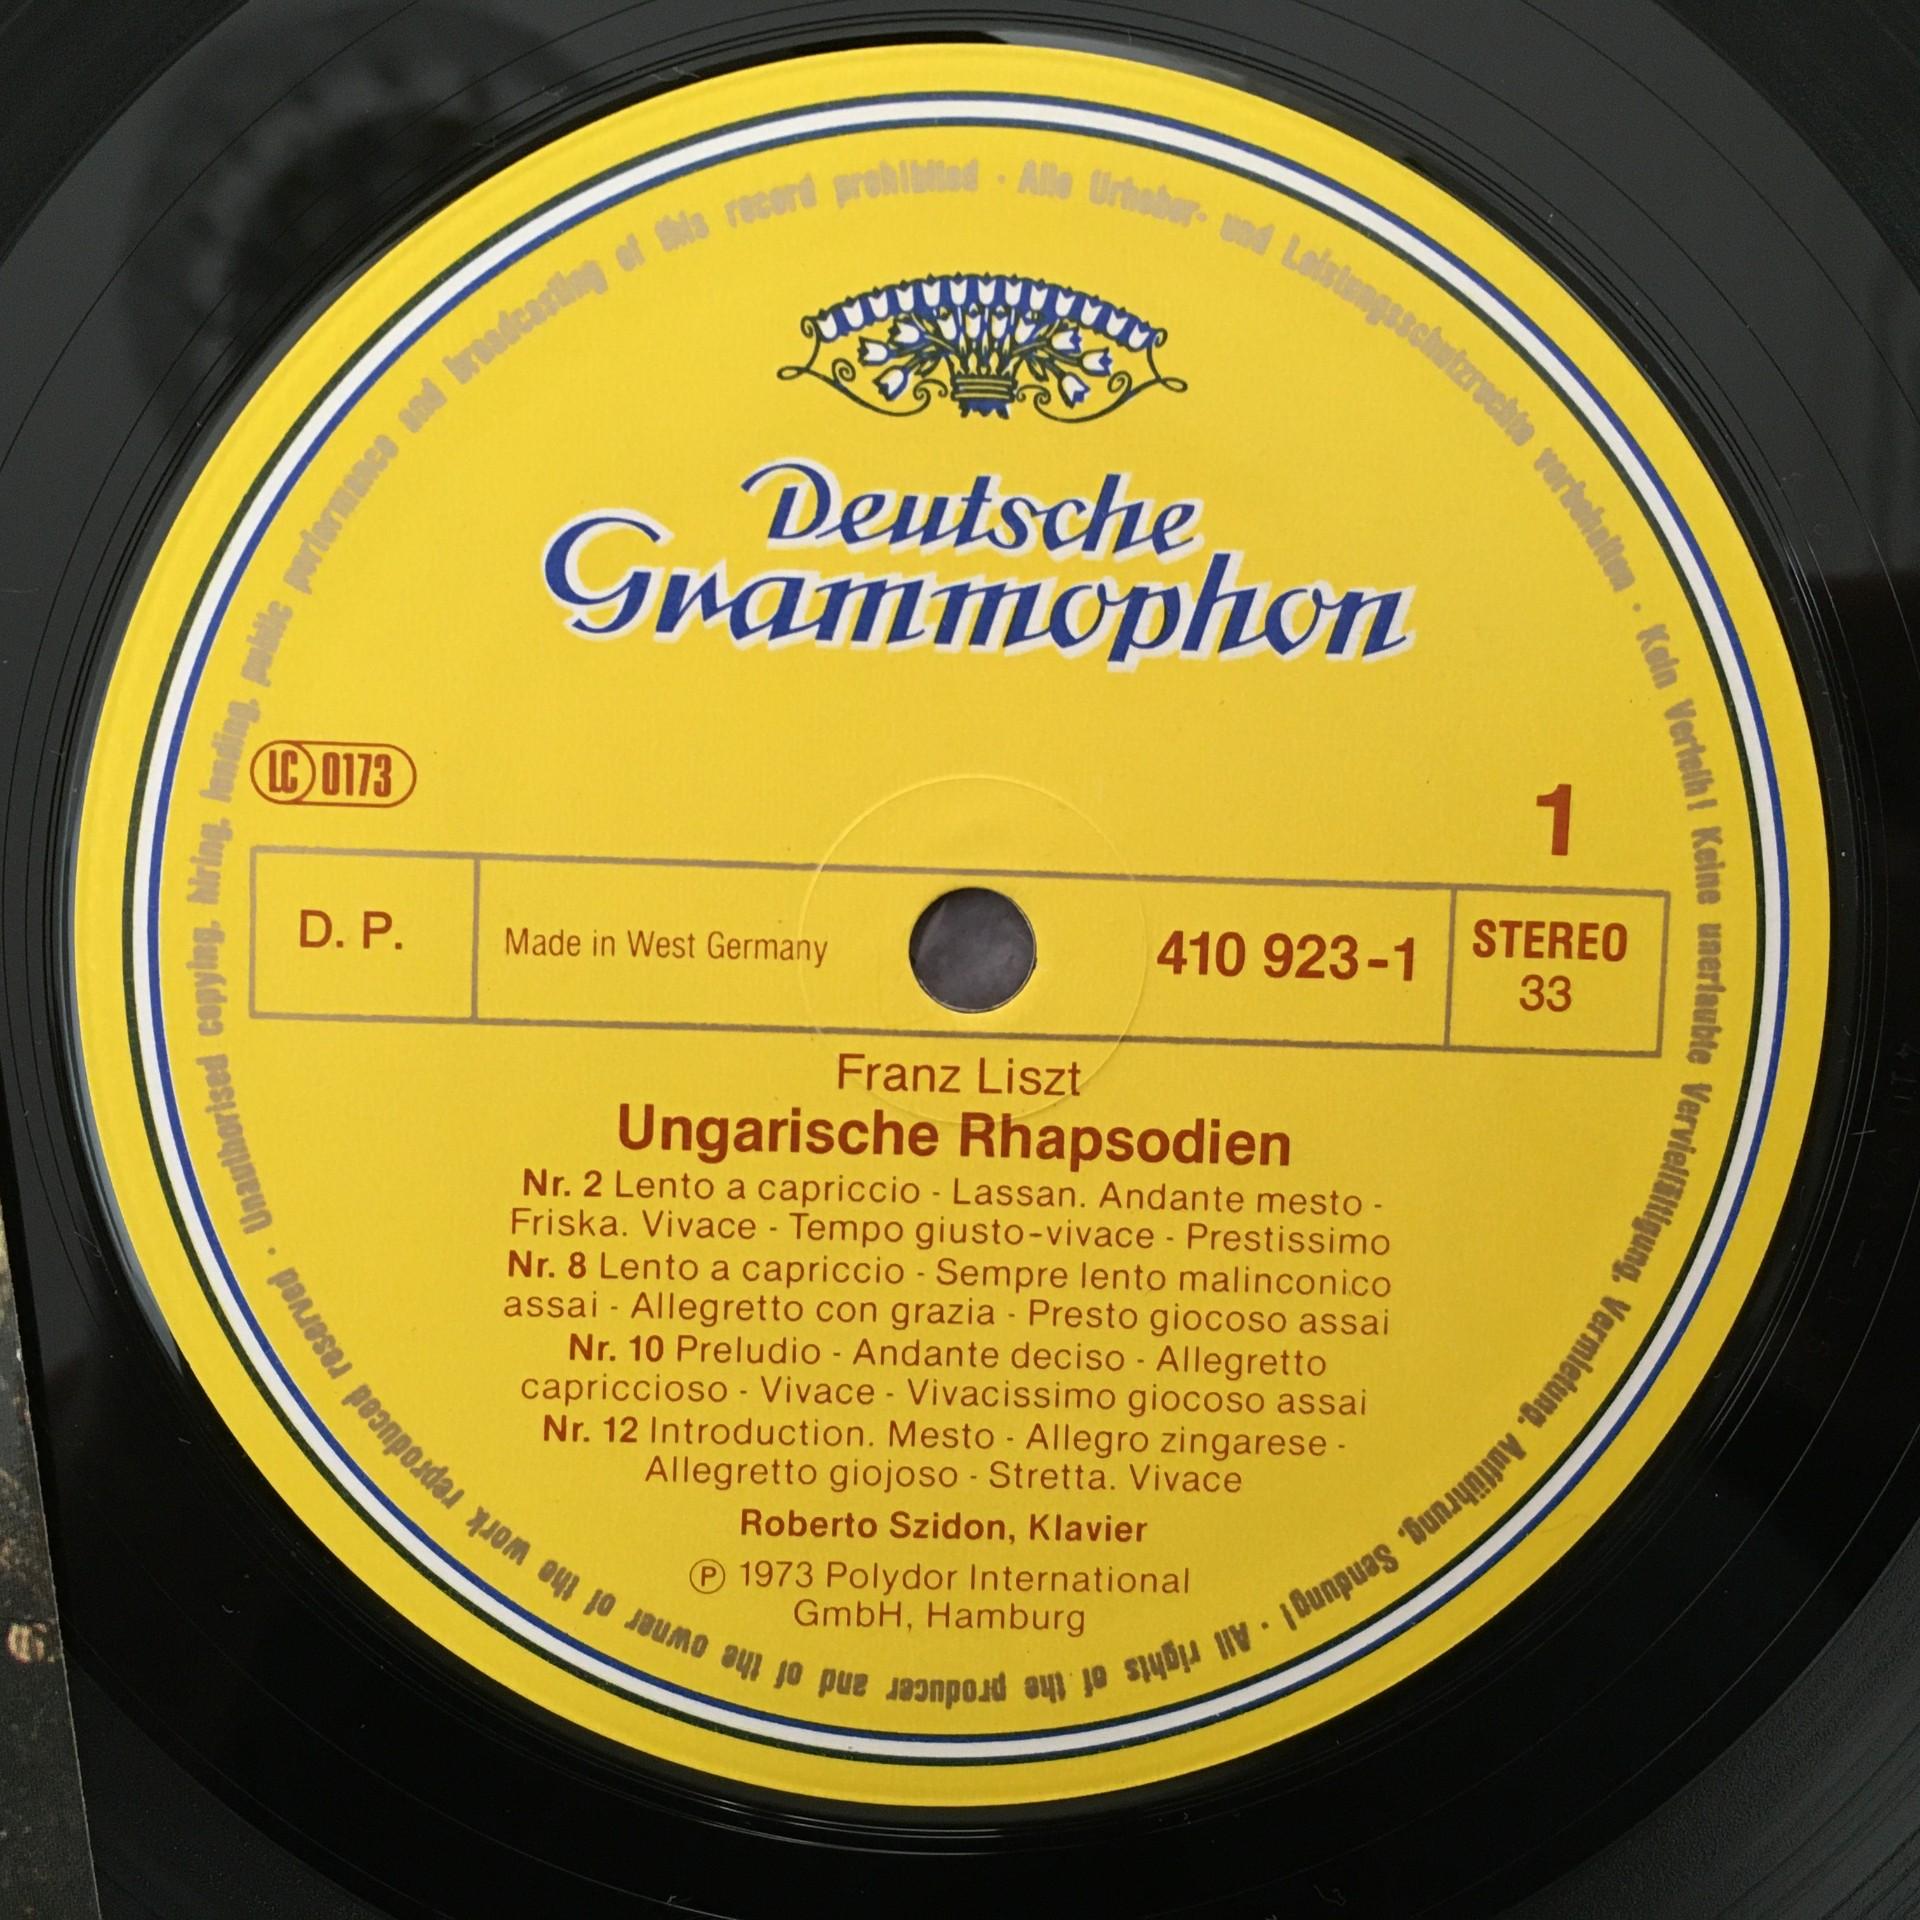 Deutsche
Grammophon
LC 0173
1
D. P.
Made in West Germany
410 923-1
STEREO
33
Franz Liszt
Ungarische Rhapsodien
Nr. 2 Lento a capriccio - Lassan. Andante mesto -
Friska. Vivace - Tempo giusto-vivace - Prestissimo
Nr. 8 Lento a capriccio - Sempre lento malinconico
assai - Allegretto con grazia - Presto giocoso assai
Nr. 10 Preludio - Andante deciso - Allegretto
capriccioso - Vivace - Vivacissimo giocoso assai
Nr. 12 Introduction. Mesto - Allegro zingarese -
Allegretto giojoso - Stretta. Vivace
Roberto Szidon, Klavier
Ⓟ 1973 Polydor International
GmbH, Hamburg
Alle Urheber- und Leistungsschutzrechte vorbehalten · Kein Verleih! Keine unerlaubte Vervielfältigung, Vermietung, Aufführung, Sendung! · All rights of the producer and of the owner of the work reproduced reserved · Unauthorised copying, hiring, lending, public performance and broadcasting of this record prohibited ·